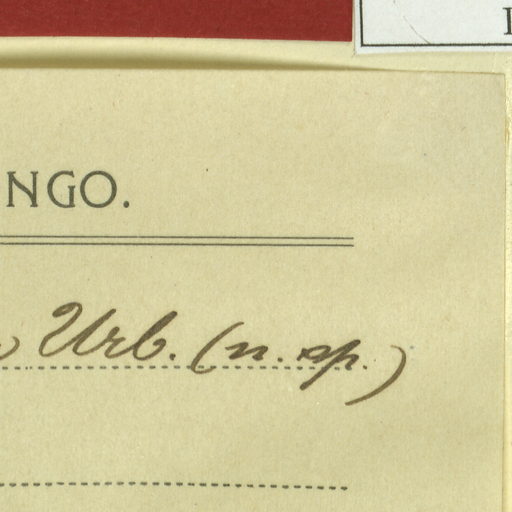 NGO.
Urb. (n. sp.)